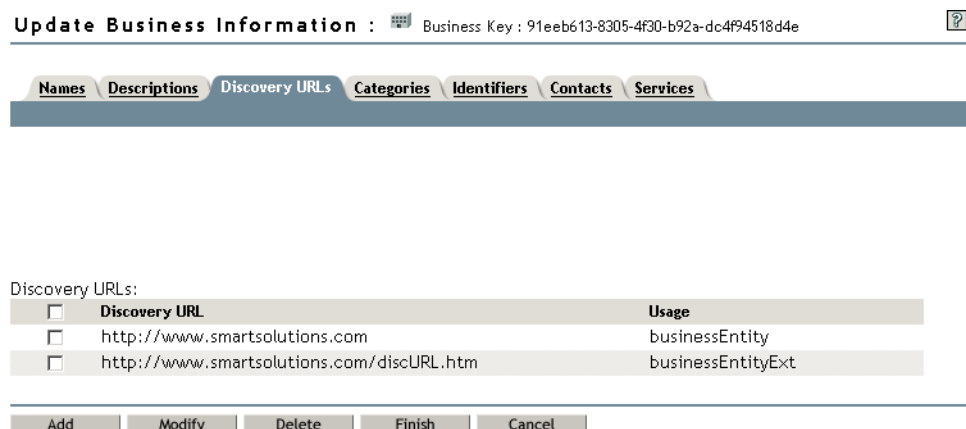 Update Business Information : Business Key : 91eeb613-8305-4f30-b92a-dc4f94518d4e ?
Names Descriptions Discovery URLs Categories Identifiers Contacts Services
Discovery URLs:
Discovery URL Usage
http://www.smartsolutions.com businessEntity
http://www.smartsolutions.com/discURL.htm businessEntityExt
Add Modify Delete Finish Cancel